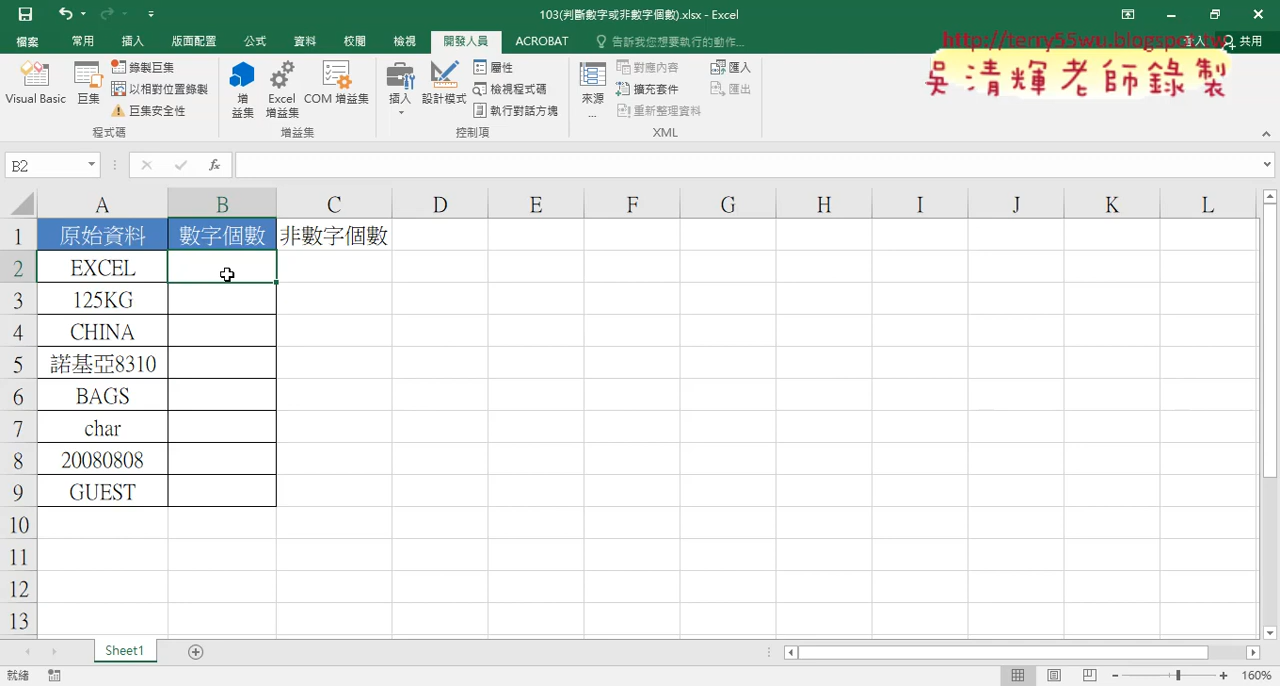 103(判斷數字或非數字個數).xlsx - Excel
檔案 常用 插入 版面配置 公式 資料 校閱 檢視 開發人員 ACROBAT 告訴我您想要執行的動作... 登入 共用
http://terry55wu.blogspot.tw
吳清輝老師錄製
Visual Basic 巨集 錄製巨集 以相對位置錄製 巨集安全性
增益集 Excel 增益集 COM 增益集
插入 設計模式 屬性 檢視程式碼 執行對話方塊
來源... 對應內容 擴充套件 重新整理資料 匯入 匯出
程式碼 增益集 控制項 XML
B2 fx
A B C D E F G H I J K L
1 原始資料 數字個數 非數字個數
2 EXCEL
3 125KG
4 CHINA
5 諾基亞8310
6 BAGS
7 char
8 20080808
9 GUEST
10
11
12
13
Sheet1
就緒 160%